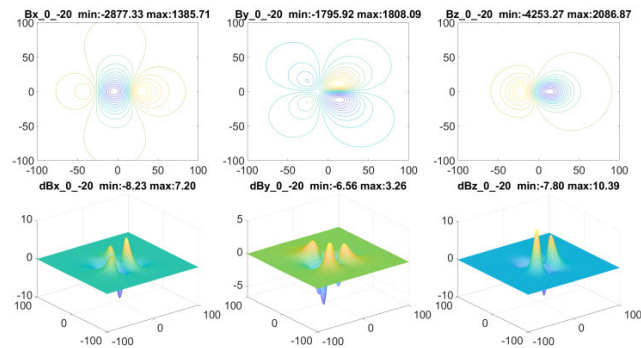 Bx_0_-20 min:-2877.33 max:1385.71
By_0_-20 min:-1795.92 max:1808.09
Bz_0_-20 min:-4253.27 max:2086.87
100 100 100
50 50 50
0 0 0
-50 -50 -50
-100 -100 -100
-100 -50 0 50 100
-100 -50 0 50 100
-100 -50 0 50 100
dBx_0_-20 min:-8.23 max:7.20
dBy_0_-20 min:-6.56 max:3.26
dBz_0_-20 min:-7.80 max:10.39
10 5 10
0 0 0
-10 -5 -10
100 100 100
0 0 0 0 0 0
-100 -100 -100 -100 -100 -100
100 100 100